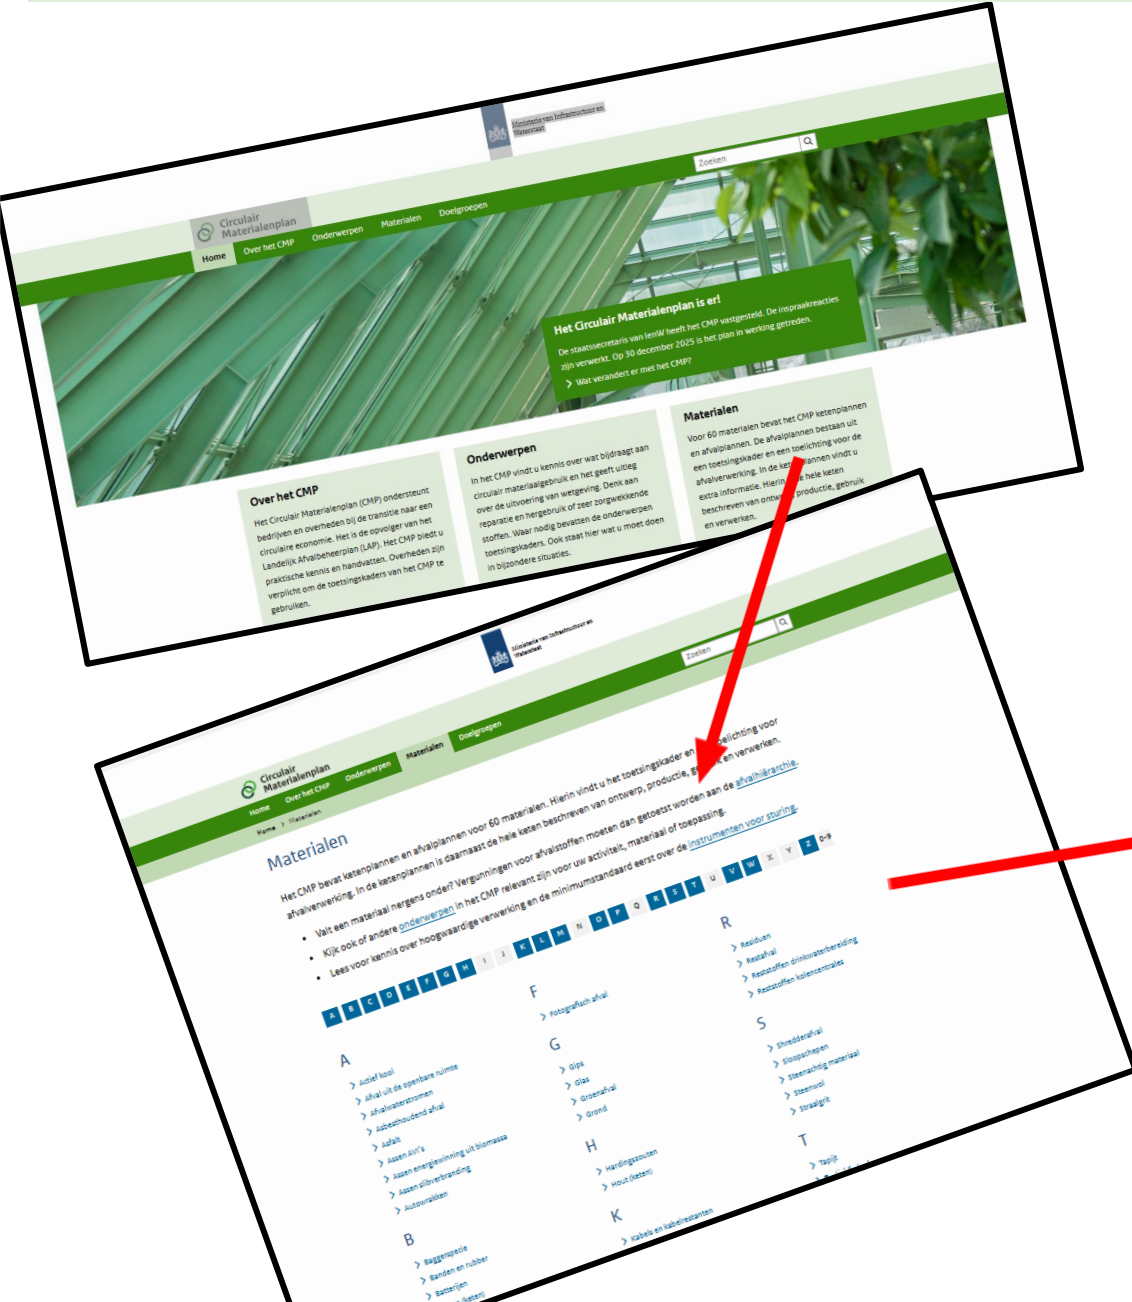 Ministerie van Infrastructuur en
Waterstaat
Zoeken
Circulair
Materialenplan
Home
Over het CMP
Onderwerpen
Materialen
Doelgroepen
Het Circulair Materialenplan is er!
De staatssecretaris van IenW heeft het CMP vastgesteld. De inspraakreacties
zijn verwerkt. Op 30 december 2025 is het plan in werking getreden.
Wat verandert er met het CMP?
Over het CMP
Het Circulair Materialenplan (CMP) ondersteunt
bedrijven en overheden bij de transitie naar een
circulaire economie. Het is de opvolger van het
Landelijk Afvalbeheerplan (LAP). Het CMP biedt u
praktische kennis en handvatten. Overheden zijn
verplicht om de toetsingskaders van het CMP te
gebruiken.
Onderwerpen
In het CMP vindt u kennis over wat bijdraagt aan
circulair materiaalgebruik en het geeft uitleg
over de uitvoering van wetgeving. Denk aan
reparatie en hergebruik of zeer zorgwekkende
stoffen. Waar nodig bevatten de onderwerpen
toetsingskaders. Ook staat hier wat u moet doen
in bijzondere situaties.
Materialen
Voor 60 materialen bevat het CMP ketenplannen
en afvalplannen. De afvalplannen bestaan uit
een toetsingskader en een toelichting voor de
afvalverwerking. In de ke lannen vindt u
extra informatie. Hierin e hele keten
beschreven van ontw productie, gebruik
en verwerken.
Ministerie van Infrastructuur en
Waterstaat
Zoeken
Circulair
Materialenplan
Home
Over het CMP
Onderwerpen
Materialen
Doelgroepen
Home > Materialen
Materialen
Het CMP bevat ketenplannen en afvalplannen voor 60 materialen. Hierin vindt u het toetsingskader en elichting voor
afvalverwerking. In de ketenplannen is daarnaast de hele keten beschreven van ontwerp, productie, ge k en verwerken.
• Valt een materiaal nergens onder? Vergunningen voor afvalstoffen moeten dan getoetst worden aan de afvalhiërarchie.
• Kijk ook of andere onderwerpen in het CMP relevant zijn voor uw activiteit, materiaal of toepassing.
• Lees voor kennis over hoogwaardige verwerking en de minimumstandaard eerst over de instrumenten voor sturing.
A B C D E F G H I J K L M N O P Q R S T U V W X Y Z 0-9
A
Actief kool
Afval uit de openbare ruimte
Afvalwaterstromen
Asbesthoudend afval
Asfalt
Assen AVI's
Assen energiewinning uit biomassa
Assen slibverbranding
Autowrakken
B
Baggerspecie
Banden en rubber
Batterijen
(keten)
F
Fotografisch afval
G
Gips
Glas
Groenafval
Grond
H
Hardingszouten
Hout (keten)
K
Kabels en kabelrestanten
R
Residuen
Restafval
Reststoffen drinkwaterbereiding
Reststoffen kolencentrales
S
Shredderafval
Sloopschepen
Steenachtig materiaal
Steenwol
Straalgrit
T
Tapijt